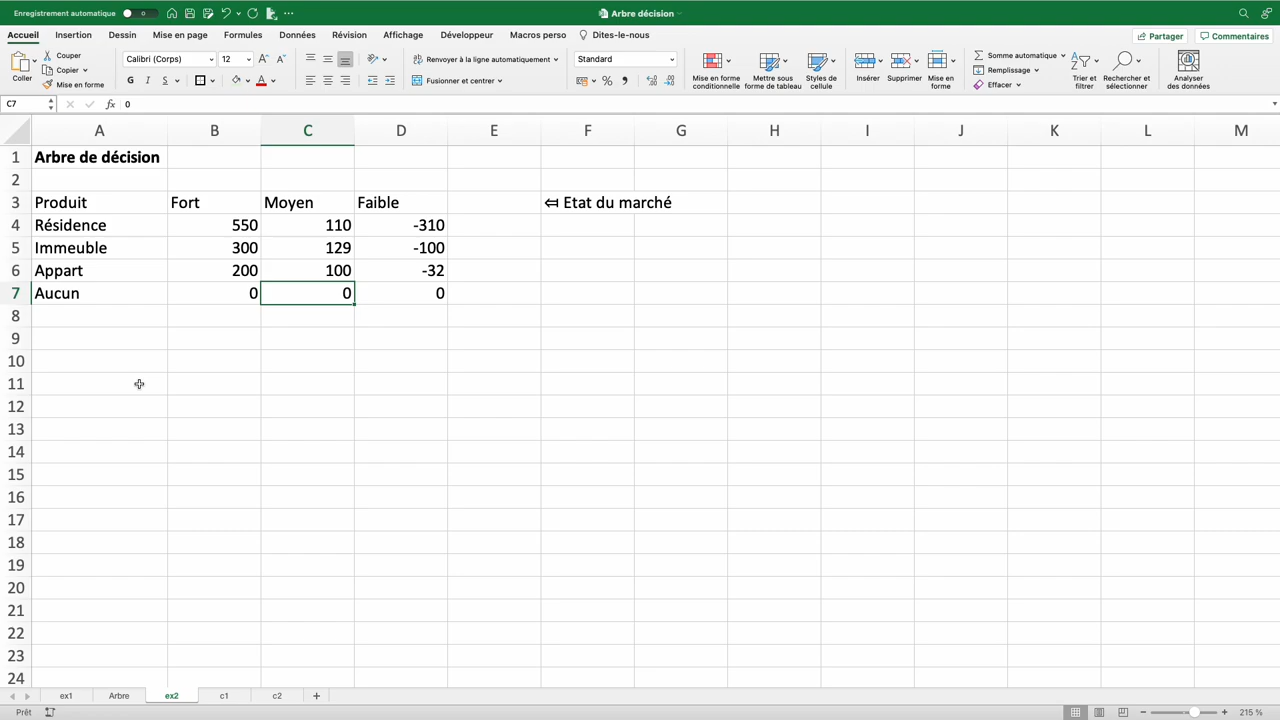 Enregistrement automatique
Arbre décision
Accueil Insertion Dessin Mise en page Formules Données Révision Affichage Développeur Macros perso Dites-le-nous Partager Commentaires
Coller Couper Copier Mise en forme
Calibri (Corps) 12
G I S
Renvoyer à la ligne automatiquement
Fusionner et centrer
Standard
Mise en forme conditionnelle
Mettre sous forme de tableau
Styles de cellule
Insérer Supprimer Mise en forme
Somme automatique
Remplissage
Effacer
Trier et filtrer
Rechercher et sélectionner
Analyser des données
C7 fx 0
A B C D E F G H I J K L M
1 Arbre de décision
2
3 Produit Fort Moyen Faible ⇐ Etat du marché
4 Résidence 550 110 -310
5 Immeuble 300 129 -100
6 Appart 200 100 -32
7 Aucun 0 0 0
8
9
10
11
12
13
14
15
16
17
18
19
20
21
22
23
24
ex1 Arbre ex2 c1 c2
Prêt 215 %